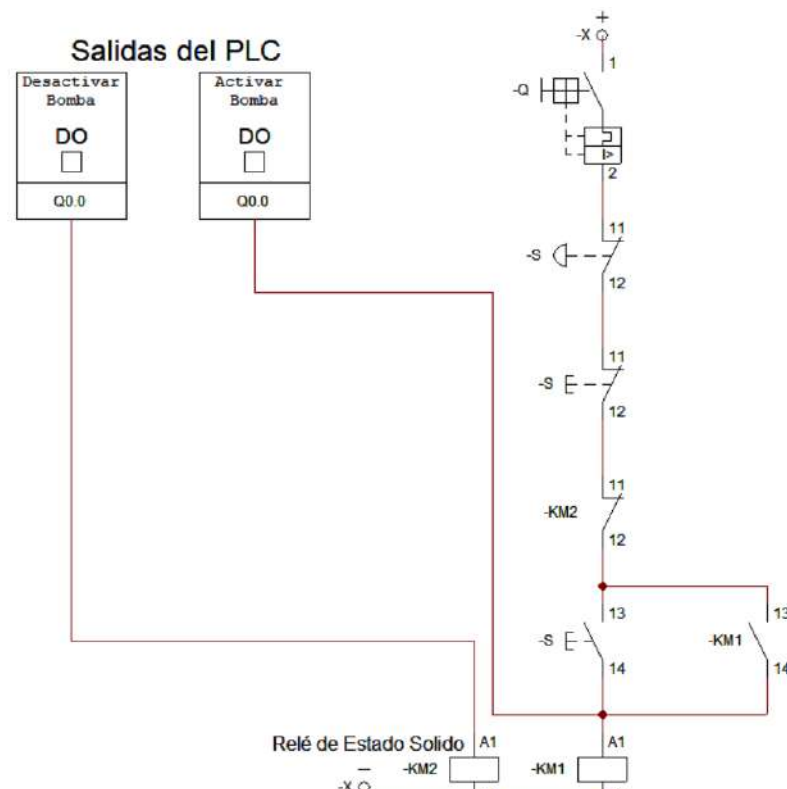 Salidas del PLC
Desactivar
Bomba
DO
Q0.0
Activar
Bomba
DO
Q0.0
+
-X
1
-Q
I>
2
11
-S
12
11
-S
12
11
-KM2
12
13
-S
14
13
-KM1
14
Relé de Estado Solido
A1
-KM2
A1
-KM1
−
-X